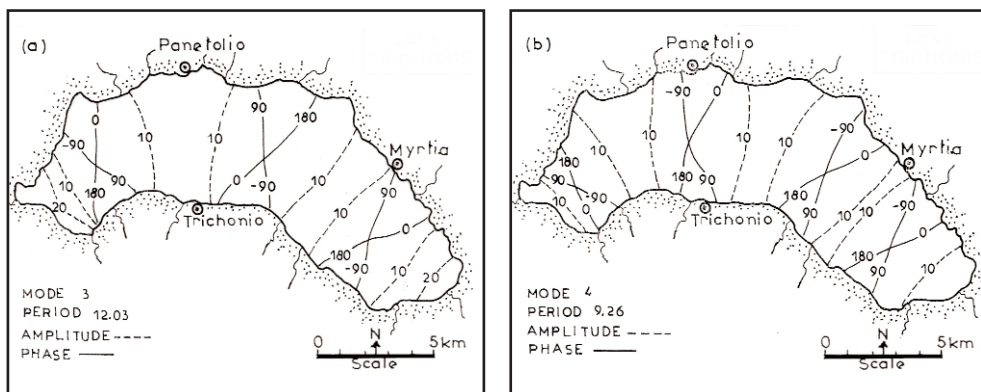 (a)
Panetolio
0
90
180
-90
10
10
10
Myrtia
10
20
180
90
0
-90
Trichonio
10
90
0
180
-90
10
20
MODE 3
PERIOD 12.03
AMPLITUDE ----
PHASE ——
N
0 5km
Scale
(b)
Panetolio
-90
0
10
10
10
-90
0
Myrtia
180
90
-90
10
0
180
90
Trichonio
180
90
10
10
-90
0
180
90
10
MODE 4
PERIOD 9.26
AMPLITUDE ----
PHASE ——
N
0 5km
Scale